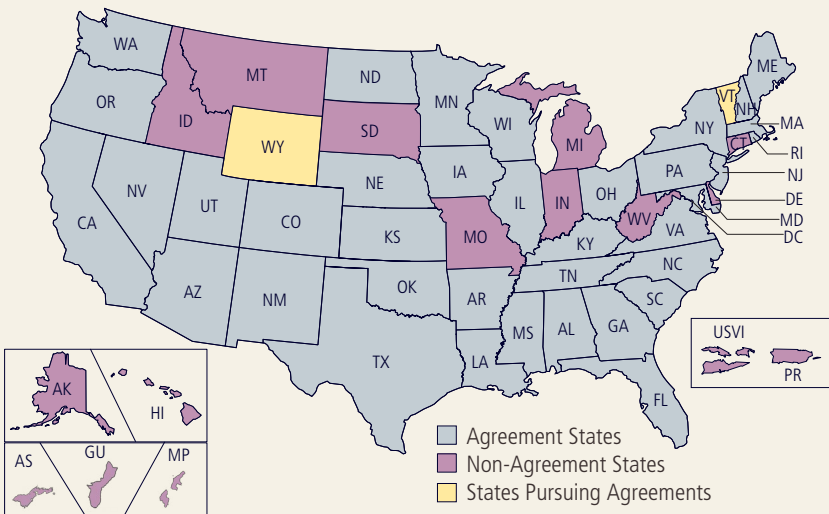 WA
MT
ND
ME
OR
MN
VT
NH
ID
SD
WI
NY
MA
MI
CT
RI
WY
PA
NJ
IA
NE
OH
DE
NV
IL
IN
MD
UT
WV
DC
CA
CO
VA
KS
MO
KY
NC
TN
AZ
NM
OK
AR
SC
MS
AL
GA
USVI
TX
LA
PR
AK
HI
FL
Agreement States
GU
MP
AS
Non-Agreement States
States Pursuing Agreements